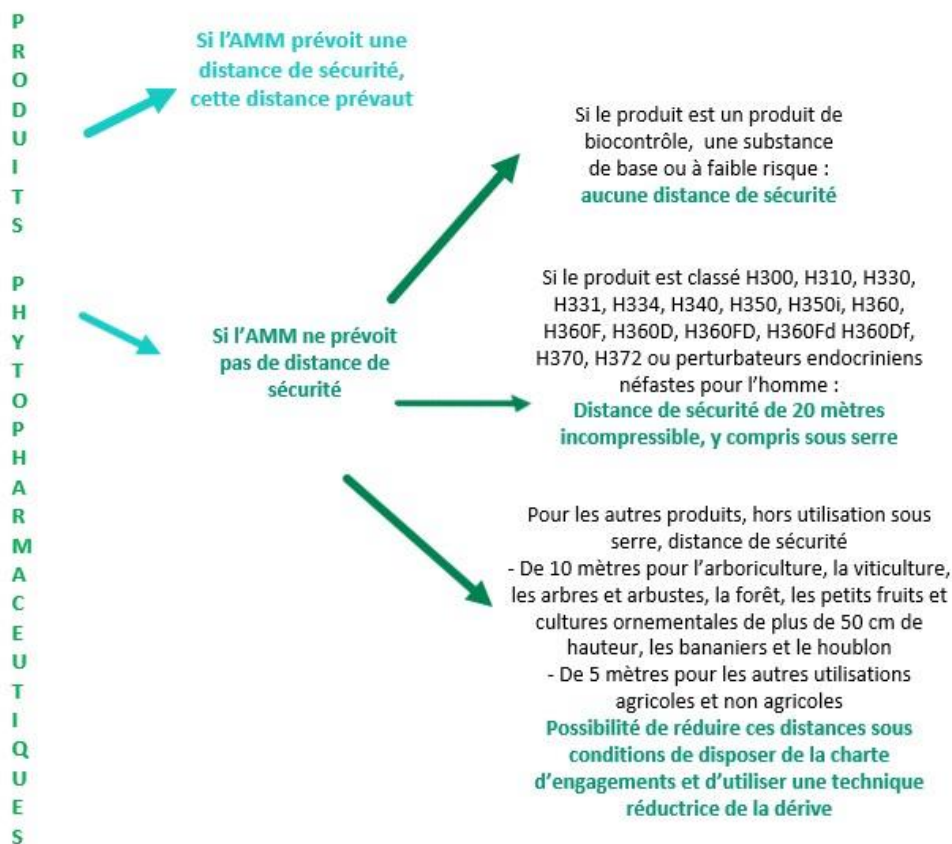 PRODUITS PHYTOPHARMACEUTIQUES
Si l'AMM prévoit une
distance de sécurité,
cette distance prévaut
Si l'AMM ne prévoit
pas de distance de
sécurité
Si le produit est un produit de
biocontrôle, une substance
de base ou à faible risque :
aucune distance de sécurité
Si le produit est classé H300, H310, H330,
H331, H334, H340, H350, H350i, H360,
H360F, H360D, H360FD, H360Fd H360Df,
H370, H372 ou perturbateurs endocriniens
néfastes pour l'homme :
Distance de sécurité de 20 mètres
incompressible, y compris sous serre
Pour les autres produits, hors utilisation sous
serre, distance de sécurité
- De 10 mètres pour l'arboriculture, la viticulture,
les arbres et arbustes, la forêt, les petits fruits et
cultures ornementales de plus de 50 cm de
hauteur, les bananiers et le houblon
- De 5 mètres pour les autres utilisations
agricoles et non agricoles
Possibilité de réduire ces distances sous
conditions de disposer de la charte
d'engagements et d'utiliser une technique
réductrice de la dérive